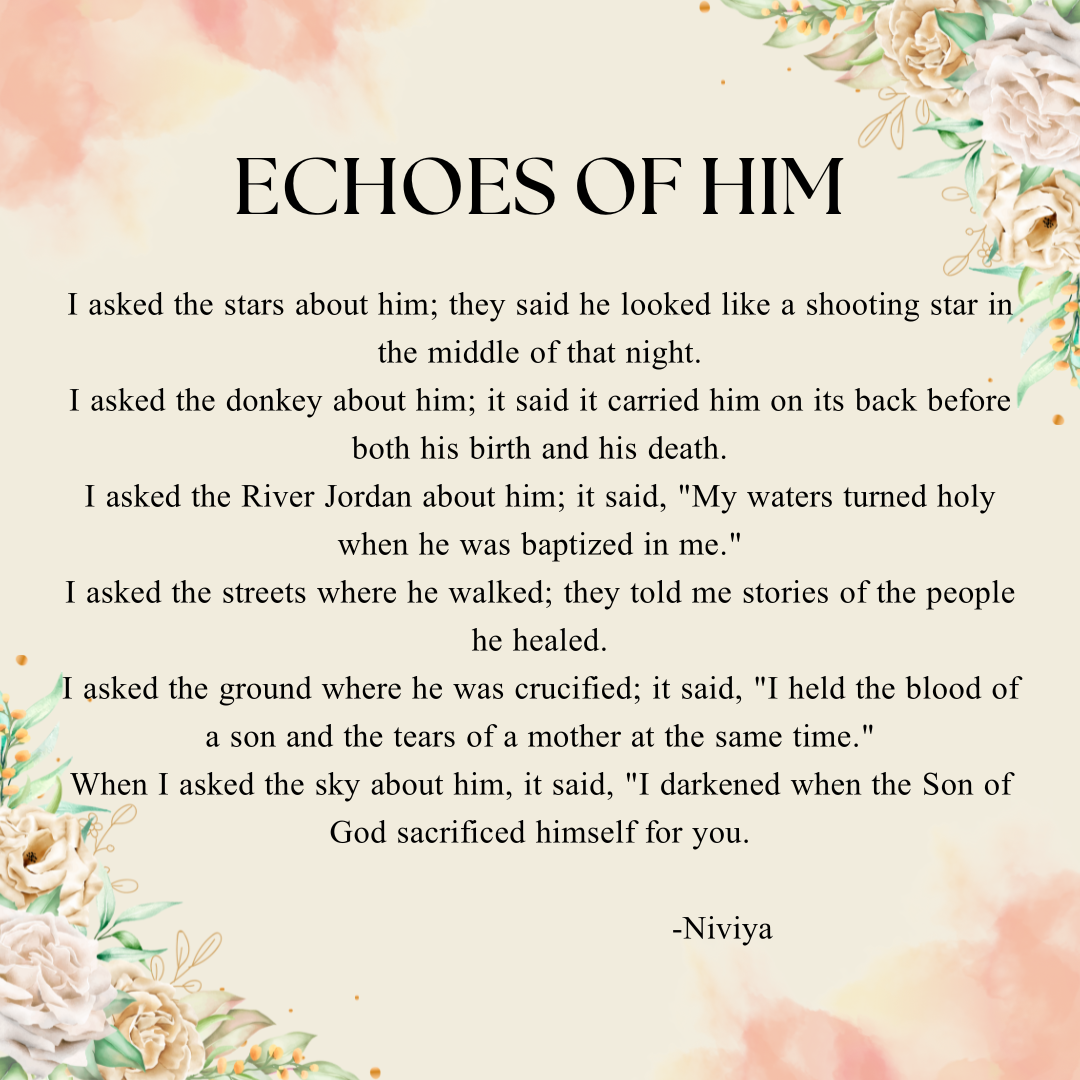 ECHOES OF HIM
I asked the stars about him; they said he looked like a shooting star in
the middle of that night.
I asked the donkey about him; it said it carried him on its back before
both his birth and his death.
I asked the River Jordan about him; it said, "My waters turned holy
when he was baptized in me."
I asked the streets where he walked; they told me stories of the people
he healed.
I asked the ground where he was crucified; it said, "I held the blood of
a son and the tears of a mother at the same time."
When I asked the sky about him, it said, "I darkened when the Son of
God sacrificed himself for you.
-Niviya